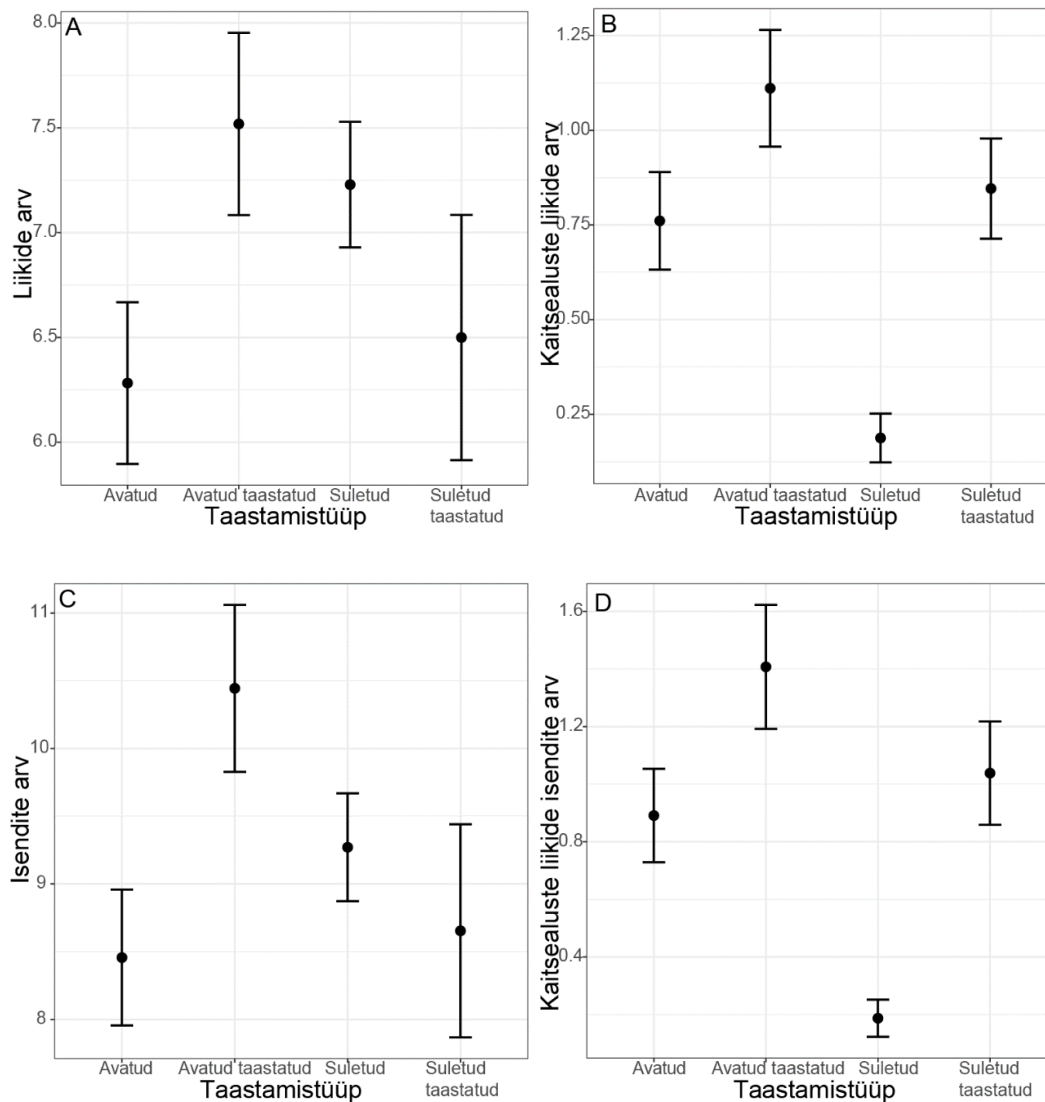 A
Liikide arv
8.0
7.5
7.0
6.5
6.0
Avatud
Avatud taastatud
Suletud
Suletud
taastatud
Taastamistüüp
B
Kaitsealuste liikide arv
1.25
1.00
0.75
0.50
0.25
Avatud
Avatud taastatud
Suletud
Suletud
taastatud
Taastamistüüp
C
Isendite arv
11
10
9
8
Avatud
Avatud taastatud
Suletud
Suletud
taastatud
Taastamistüüp
D
Kaitsealuste liikide isendite arv
1.6
1.2
0.8
0.4
Avatud
Avatud taastatud
Suletud
Suletud
taastatud
Taastamistüüp